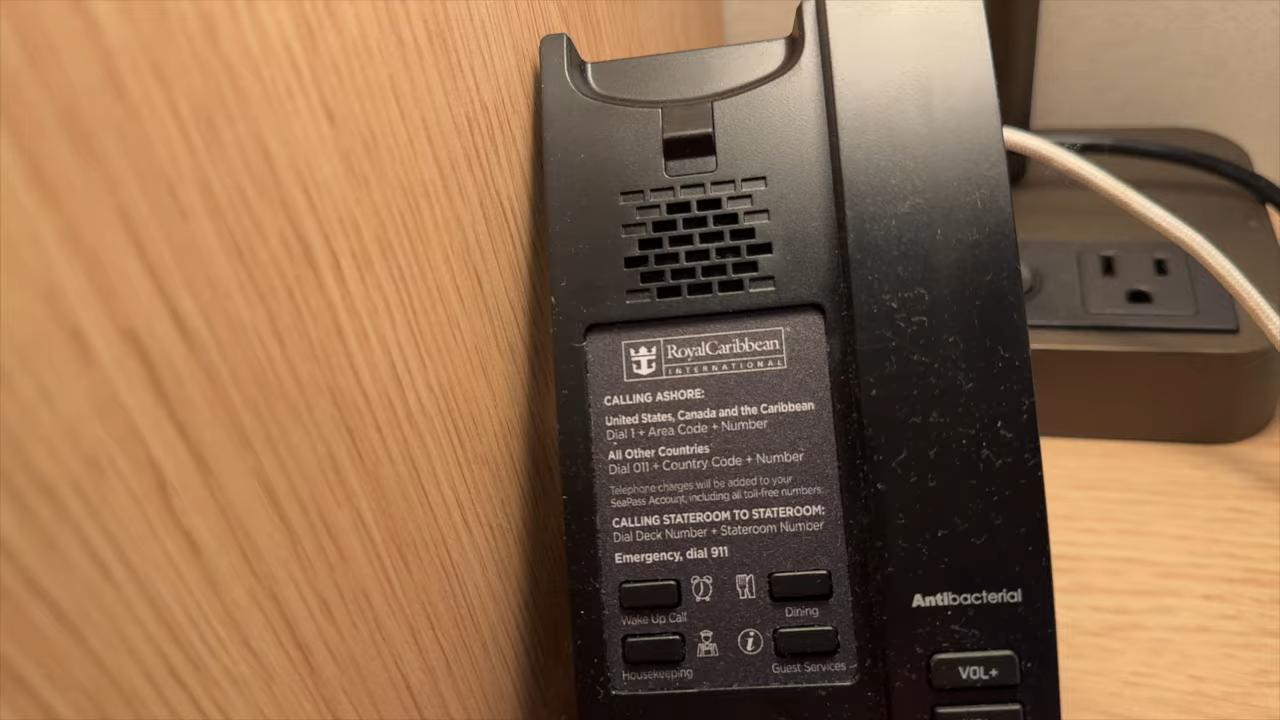 RoyalCaribbean
INTERNATIONAL
CALLING ASHORE:
United States, Canada and the Caribbean
Dial 1 + Area Code + Number
All Other Countries
Dial 011 + Country Code + Number
Telephone charges will be added to your
SeaPass Account, including all toll-free numbers.
CALLING STATEROOM TO STATEROOM:
Dial Deck Number + Stateroom Number
Emergency, dial 911
Wake Up Call
Dining
Housekeeping
Guest Services
Antibacterial
VOL+